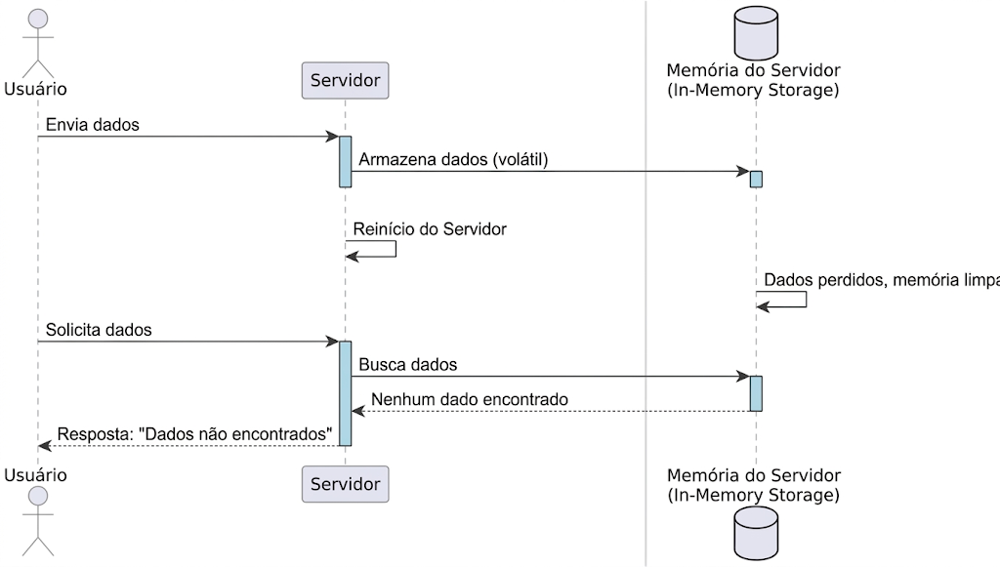 Usuário
Servidor
Memória do Servidor
(In-Memory Storage)
Envia dados
Armazena dados (volátil)
Reinício do Servidor
Dados perdidos, memória limpa
Solicita dados
Busca dados
Nenhum dado encontrado
Resposta: "Dados não encontrados"
Usuário
Servidor
Memória do Servidor
(In-Memory Storage)